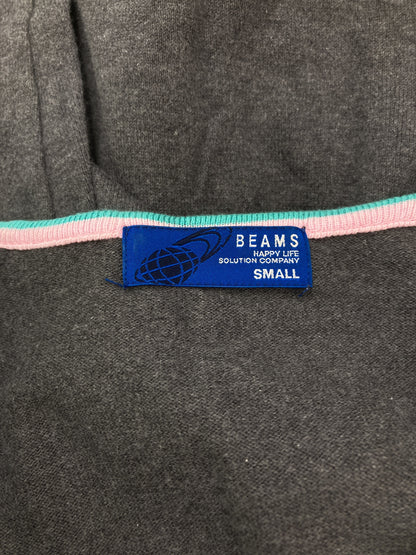 BEAMS
HAPPY LIFE
SOLUTION COMPANY
SMALL